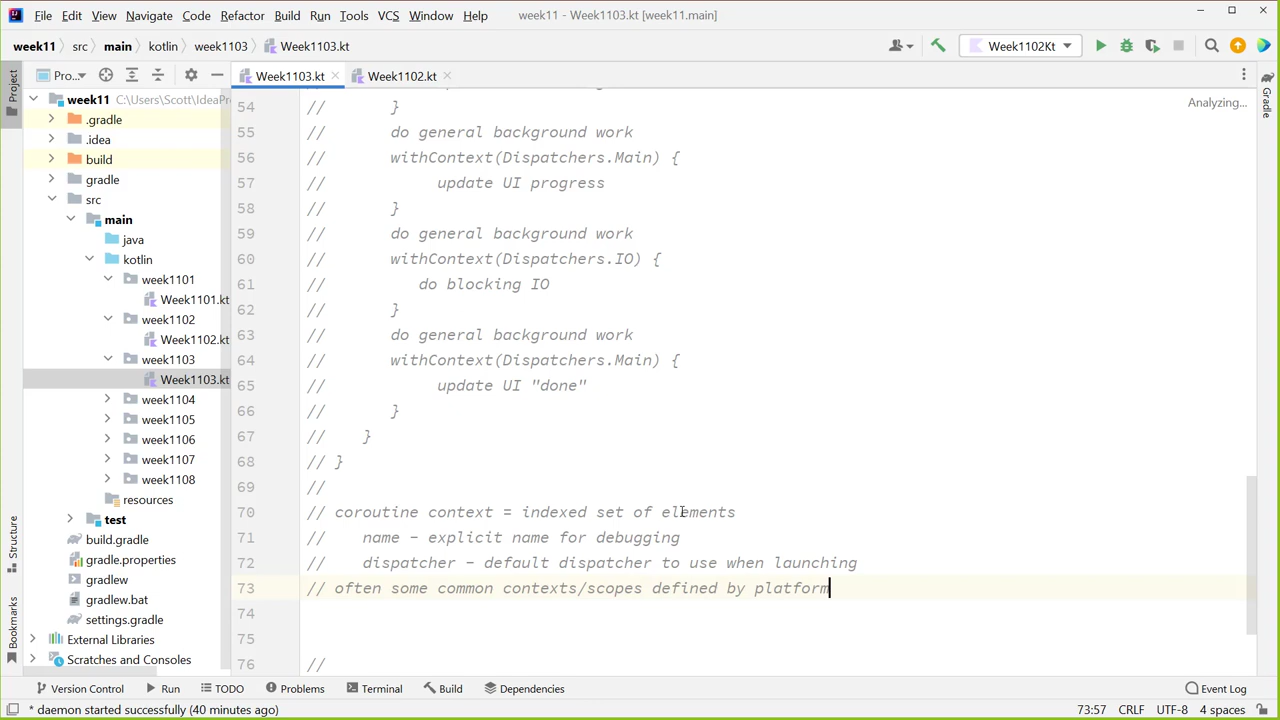 File Edit View Navigate Code Refactor Build Run Tools VCS Window Help week11 - Week1103.kt [week11.main]
week11 src main kotlin week1103 Week1103.kt Week1102Kt
Project Pro... Week1103.kt Week1102.kt Gradle
week11 C:\Users\Scott\IdeaPr
.gradle
.idea
build
gradle
src
main
java
kotlin
week1101
Week1101.kt
week1102
Week1102.kt
week1103
Week1103.kt
week1104
week1105
week1106
week1107
week1108
resources
test
build.gradle
gradle.properties
gradlew
gradlew.bat
settings.gradle
External Libraries
Scratches and Consoles
Structure
Bookmarks
Analyzing...
54 // }
55 // do general background work
56 // withContext(Dispatchers.Main) {
57 // update UI progress
58 // }
59 // do general background work
60 // withContext(Dispatchers.IO) {
61 // do blocking IO
62 // }
63 // do general background work
64 // withContext(Dispatchers.Main) {
65 // update UI "done"
66 // }
67 // }
68 // }
69 //
70 // coroutine context = indexed set of elements
71 // name - explicit name for debugging
72 // dispatcher - default dispatcher to use when launching
73 // often some common contexts/scopes defined by platform
74
75
76 //
Version Control Run TODO Problems Terminal Build Dependencies Event Log
* daemon started successfully (40 minutes ago) 73:57 CRLF UTF-8 4 spaces